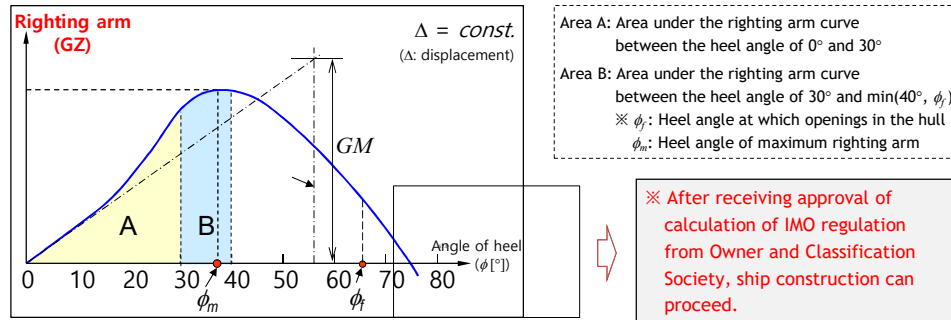 Righting arm
(GZ)
Δ = const.
(Δ: displacement)
GM
A
B
Angle of heel
(ϕ [°])
0 10 20 30 40 50 60 70 80
ϕm
ϕf
Area A: Area under the righting arm curve
between the heel angle of 0° and 30°
Area B: Area under the righting arm curve
between the heel angle of 30° and min(40°, ϕf)
※ ϕf: Heel angle at which openings in the hull
ϕm: Heel angle of maximum righting arm
※ After receiving approval of
calculation of IMO regulation
from Owner and Classification
Society, ship construction can
proceed.